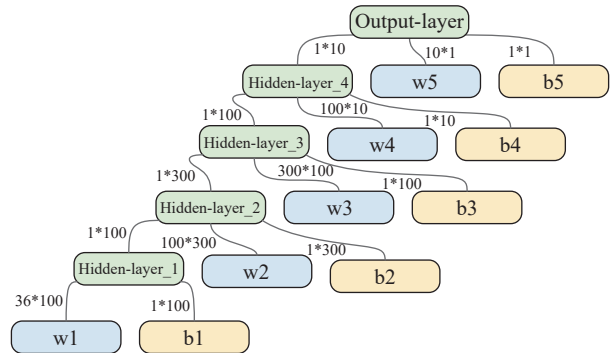 Output-layer
1*10
10*1
1*1
Hidden-layer_4
w5
b5
1*100
100*10
1*10
Hidden-layer_3
w4
b4
1*300
300*100
1*100
Hidden-layer_2
w3
b3
1*100
100*300
1*300
Hidden-layer_1
w2
b2
36*100
1*100
w1
b1